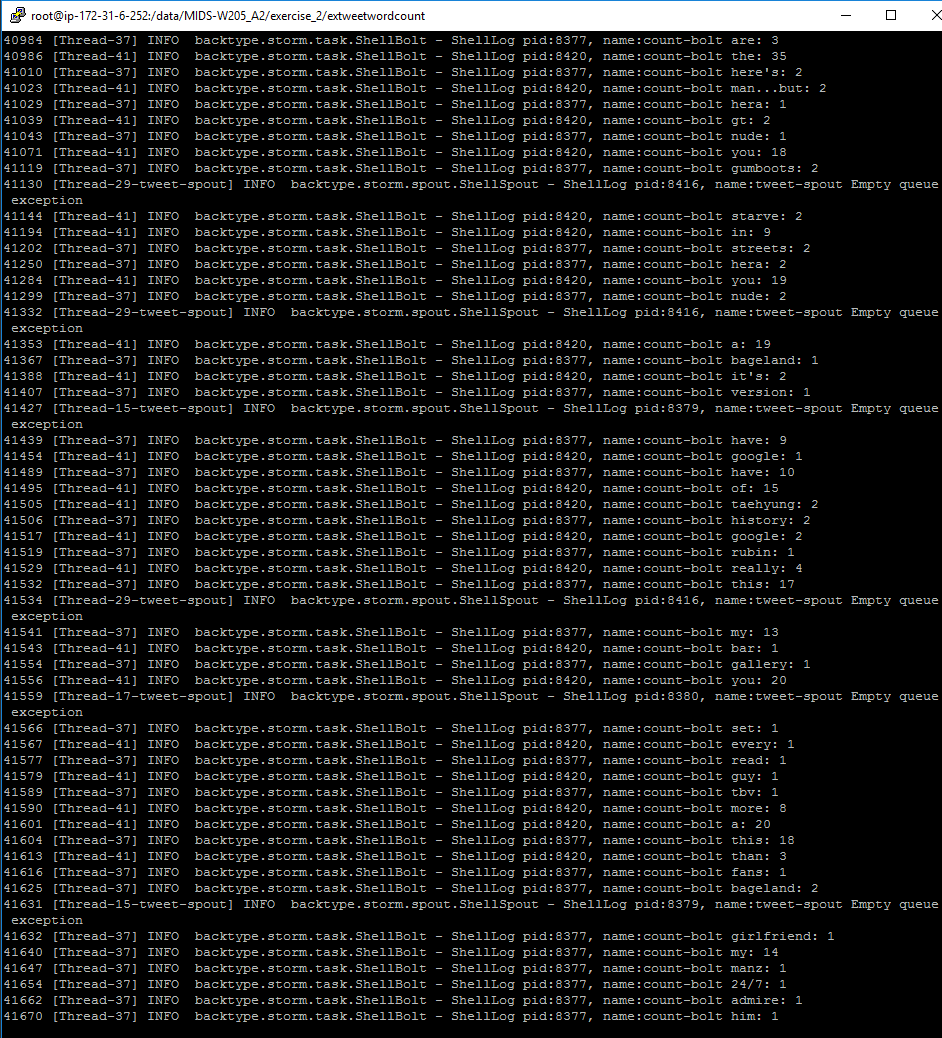 root@ip-172-31-6-252:/data/MIDS-W205_A2/exercise_2/extweetwordcount
40984 [Thread-37] INFO  backtype.storm.task.ShellBolt - ShellLog pid:8377, name:count-bolt are: 3
40986 [Thread-41] INFO  backtype.storm.task.ShellBolt - ShellLog pid:8420, name:count-bolt the: 35
41010 [Thread-37] INFO  backtype.storm.task.ShellBolt - ShellLog pid:8377, name:count-bolt here's: 2
41023 [Thread-41] INFO  backtype.storm.task.ShellBolt - ShellLog pid:8420, name:count-bolt man...but: 2
41029 [Thread-37] INFO  backtype.storm.task.ShellBolt - ShellLog pid:8377, name:count-bolt hera: 1
41039 [Thread-41] INFO  backtype.storm.task.ShellBolt - ShellLog pid:8420, name:count-bolt gt: 2
41043 [Thread-37] INFO  backtype.storm.task.ShellBolt - ShellLog pid:8377, name:count-bolt nude: 1
41071 [Thread-41] INFO  backtype.storm.task.ShellBolt - ShellLog pid:8420, name:count-bolt you: 18
41119 [Thread-37] INFO  backtype.storm.task.ShellBolt - ShellLog pid:8377, name:count-bolt gumboots: 2
41130 [Thread-29-tweet-spout] INFO  backtype.storm.spout.ShellSpout - ShellLog pid:8416, name:tweet-spout Empty queue
exception
41144 [Thread-41] INFO  backtype.storm.task.ShellBolt - ShellLog pid:8420, name:count-bolt starve: 2
41194 [Thread-41] INFO  backtype.storm.task.ShellBolt - ShellLog pid:8420, name:count-bolt in: 9
41202 [Thread-37] INFO  backtype.storm.task.ShellBolt - ShellLog pid:8377, name:count-bolt streets: 2
41250 [Thread-37] INFO  backtype.storm.task.ShellBolt - ShellLog pid:8377, name:count-bolt hera: 2
41284 [Thread-41] INFO  backtype.storm.task.ShellBolt - ShellLog pid:8420, name:count-bolt you: 19
41299 [Thread-37] INFO  backtype.storm.task.ShellBolt - ShellLog pid:8377, name:count-bolt nude: 2
41332 [Thread-29-tweet-spout] INFO  backtype.storm.spout.ShellSpout - ShellLog pid:8416, name:tweet-spout Empty queue
exception
41353 [Thread-41] INFO  backtype.storm.task.ShellBolt - ShellLog pid:8420, name:count-bolt a: 19
41367 [Thread-37] INFO  backtype.storm.task.ShellBolt - ShellLog pid:8377, name:count-bolt bageland: 1
41388 [Thread-41] INFO  backtype.storm.task.ShellBolt - ShellLog pid:8420, name:count-bolt it's: 2
41407 [Thread-37] INFO  backtype.storm.task.ShellBolt - ShellLog pid:8377, name:count-bolt version: 1
41427 [Thread-15-tweet-spout] INFO  backtype.storm.spout.ShellSpout - ShellLog pid:8379, name:tweet-spout Empty queue
exception
41439 [Thread-37] INFO  backtype.storm.task.ShellBolt - ShellLog pid:8377, name:count-bolt have: 9
41454 [Thread-41] INFO  backtype.storm.task.ShellBolt - ShellLog pid:8420, name:count-bolt google: 1
41489 [Thread-37] INFO  backtype.storm.task.ShellBolt - ShellLog pid:8377, name:count-bolt have: 10
41495 [Thread-41] INFO  backtype.storm.task.ShellBolt - ShellLog pid:8420, name:count-bolt of: 15
41505 [Thread-41] INFO  backtype.storm.task.ShellBolt - ShellLog pid:8420, name:count-bolt taehyung: 2
41506 [Thread-37] INFO  backtype.storm.task.ShellBolt - ShellLog pid:8377, name:count-bolt history: 2
41517 [Thread-41] INFO  backtype.storm.task.ShellBolt - ShellLog pid:8420, name:count-bolt google: 2
41519 [Thread-37] INFO  backtype.storm.task.ShellBolt - ShellLog pid:8377, name:count-bolt rubin: 1
41529 [Thread-41] INFO  backtype.storm.task.ShellBolt - ShellLog pid:8420, name:count-bolt really: 4
41532 [Thread-37] INFO  backtype.storm.task.ShellBolt - ShellLog pid:8377, name:count-bolt this: 17
41534 [Thread-29-tweet-spout] INFO  backtype.storm.spout.ShellSpout - ShellLog pid:8416, name:tweet-spout Empty queue
exception
41541 [Thread-37] INFO  backtype.storm.task.ShellBolt - ShellLog pid:8377, name:count-bolt my: 13
41543 [Thread-41] INFO  backtype.storm.task.ShellBolt - ShellLog pid:8420, name:count-bolt bar: 1
41554 [Thread-37] INFO  backtype.storm.task.ShellBolt - ShellLog pid:8377, name:count-bolt gallery: 1
41556 [Thread-41] INFO  backtype.storm.task.ShellBolt - ShellLog pid:8420, name:count-bolt you: 20
41559 [Thread-17-tweet-spout] INFO  backtype.storm.spout.ShellSpout - ShellLog pid:8380, name:tweet-spout Empty queue
exception
41566 [Thread-37] INFO  backtype.storm.task.ShellBolt - ShellLog pid:8377, name:count-bolt set: 1
41567 [Thread-41] INFO  backtype.storm.task.ShellBolt - ShellLog pid:8420, name:count-bolt every: 1
41577 [Thread-37] INFO  backtype.storm.task.ShellBolt - ShellLog pid:8377, name:count-bolt read: 1
41579 [Thread-41] INFO  backtype.storm.task.ShellBolt - ShellLog pid:8420, name:count-bolt guy: 1
41589 [Thread-37] INFO  backtype.storm.task.ShellBolt - ShellLog pid:8377, name:count-bolt tbv: 1
41590 [Thread-41] INFO  backtype.storm.task.ShellBolt - ShellLog pid:8420, name:count-bolt more: 8
41601 [Thread-41] INFO  backtype.storm.task.ShellBolt - ShellLog pid:8420, name:count-bolt a: 20
41604 [Thread-37] INFO  backtype.storm.task.ShellBolt - ShellLog pid:8377, name:count-bolt this: 18
41613 [Thread-41] INFO  backtype.storm.task.ShellBolt - ShellLog pid:8420, name:count-bolt than: 3
41616 [Thread-37] INFO  backtype.storm.task.ShellBolt - ShellLog pid:8377, name:count-bolt fans: 1
41625 [Thread-37] INFO  backtype.storm.task.ShellBolt - ShellLog pid:8377, name:count-bolt bageland: 2
41631 [Thread-15-tweet-spout] INFO  backtype.storm.spout.ShellSpout - ShellLog pid:8379, name:tweet-spout Empty queue
exception
41632 [Thread-37] INFO  backtype.storm.task.ShellBolt - ShellLog pid:8377, name:count-bolt girlfriend: 1
41640 [Thread-37] INFO  backtype.storm.task.ShellBolt - ShellLog pid:8377, name:count-bolt my: 14
41647 [Thread-37] INFO  backtype.storm.task.ShellBolt - ShellLog pid:8377, name:count-bolt manz: 1
41654 [Thread-37] INFO  backtype.storm.task.ShellBolt - ShellLog pid:8377, name:count-bolt 24/7: 1
41662 [Thread-37] INFO  backtype.storm.task.ShellBolt - ShellLog pid:8377, name:count-bolt admire: 1
41670 [Thread-37] INFO  backtype.storm.task.ShellBolt - ShellLog pid:8377, name:count-bolt him: 1